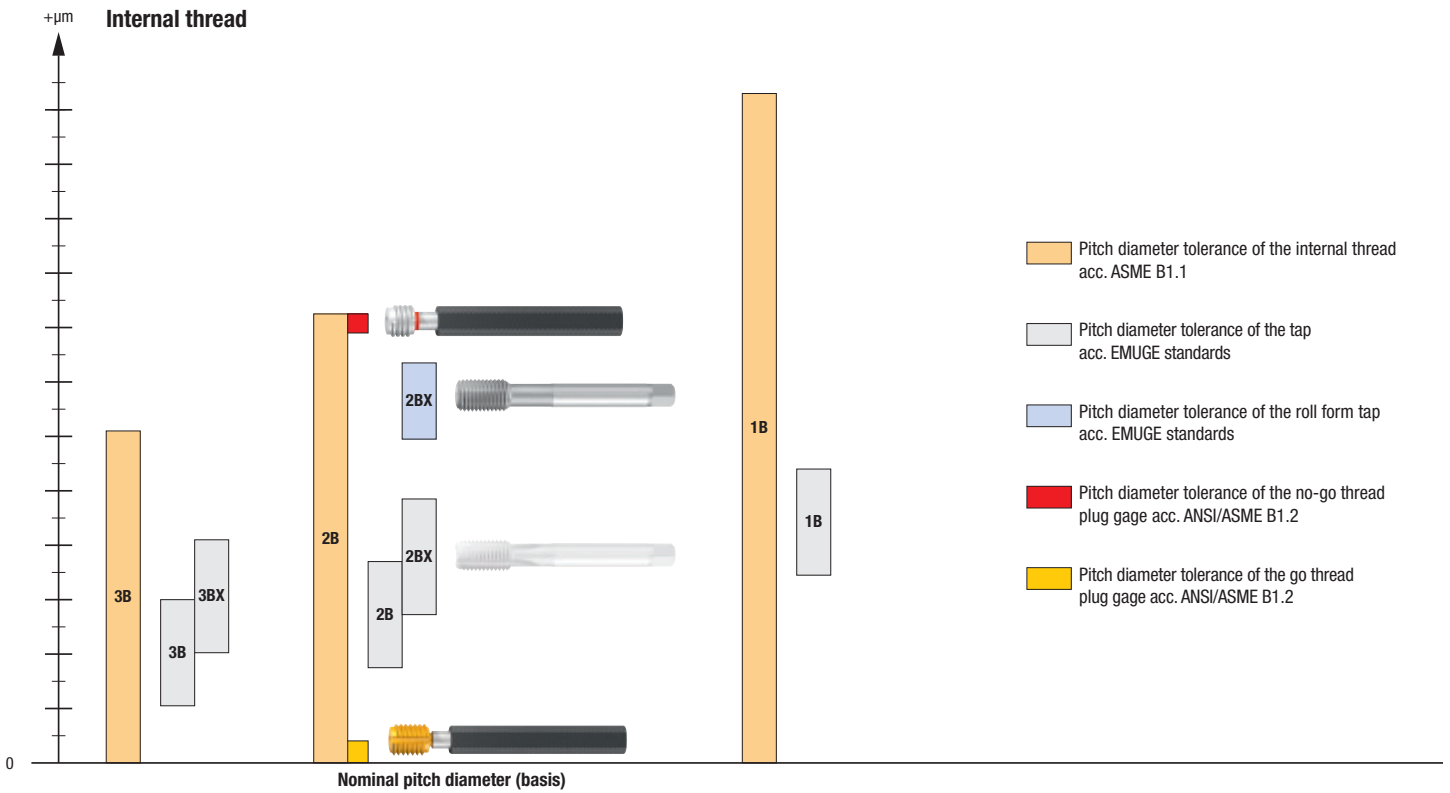 +µm
Internal thread
Pitch diameter tolerance of the internal thread
acc. ASME B1.1
Pitch diameter tolerance of the tap
acc. EMUGE standards
2BX
Pitch diameter tolerance of the roll form tap
acc. EMUGE standards
1B
Pitch diameter tolerance of the no-go thread
plug gage acc. ANSI/ASME B1.2
1B
2B
2BX
Pitch diameter tolerance of the go thread
plug gage acc. ANSI/ASME B1.2
3B
3BX
2B
3B
0
Nominal pitch diameter (basis)